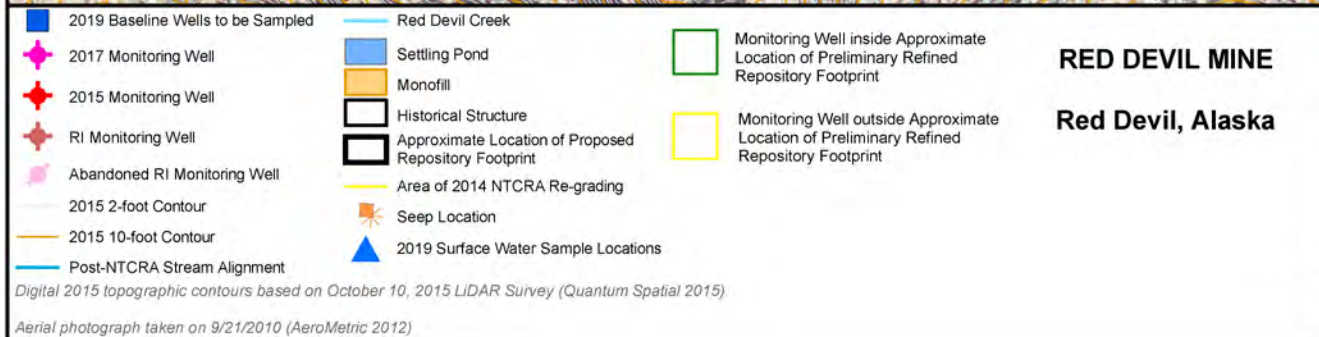 2019 Baseline Wells to be Sampled
2017 Monitoring Well
2015 Monitoring Well
RI Monitoring Well
Abandoned RI Monitoring Well
2015 2-foot Contour
2015 10-foot Contour
Post-NTCRA Stream Alignment
Red Devil Creek
Settling Pond
Monofill
Historical Structure
Approximate Location of Proposed
Repository Footprint
Area of 2014 NTCRA Re-grading
Seep Location
2019 Surface Water Sample Locations
Monitoring Well inside Approximate
Location of Preliminary Refined
Repository Footprint
Monitoring Well outside Approximate
Location of Preliminary Refined
Repository Footprint
RED DEVIL MINE
Red Devil, Alaska
Digital 2015 topographic contours based on October 10, 2015 LiDAR Survey (Quantum Spatial 2015)
Aerial photograph taken on 9/21/2010 (AeroMetric 2012)